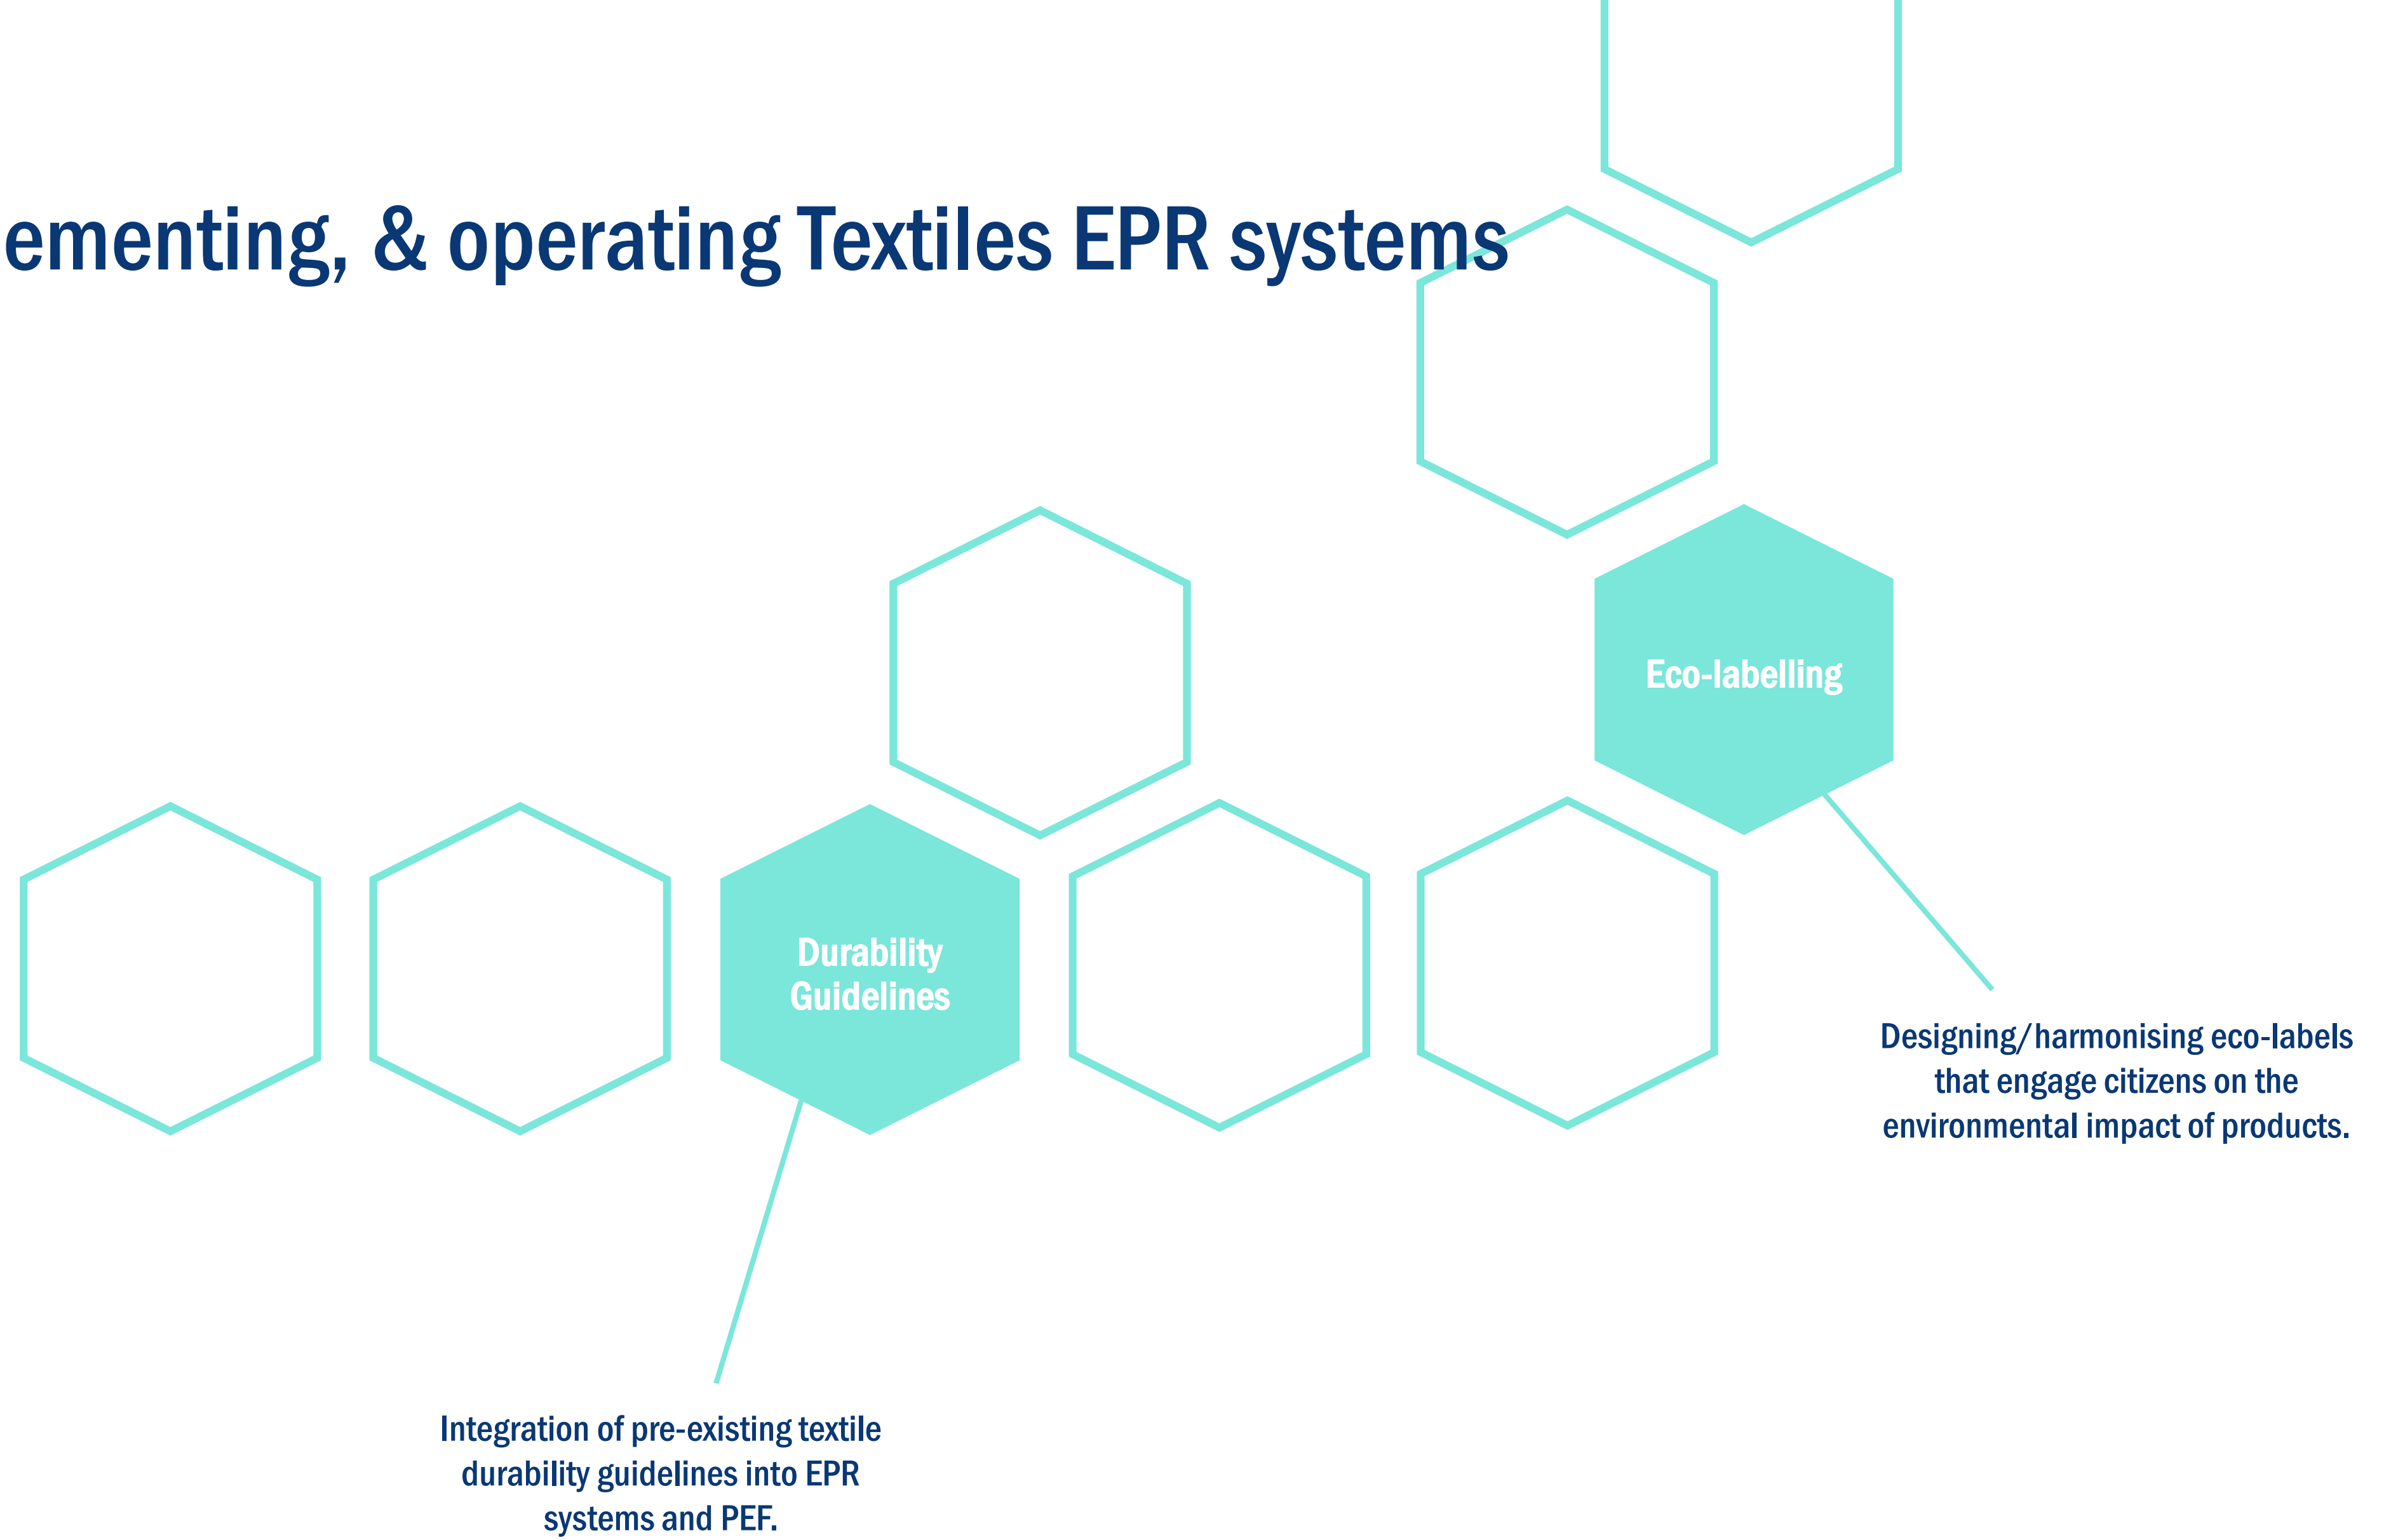 ementing, & operating Textiles EPR systems
Eco-labelling
Durability
Guidelines
Designing/harmonising eco-labels
that engage citizens on the
environmental impact of products.
Integration of pre-existing textile
durability guidelines into EPR
systems and PEF.